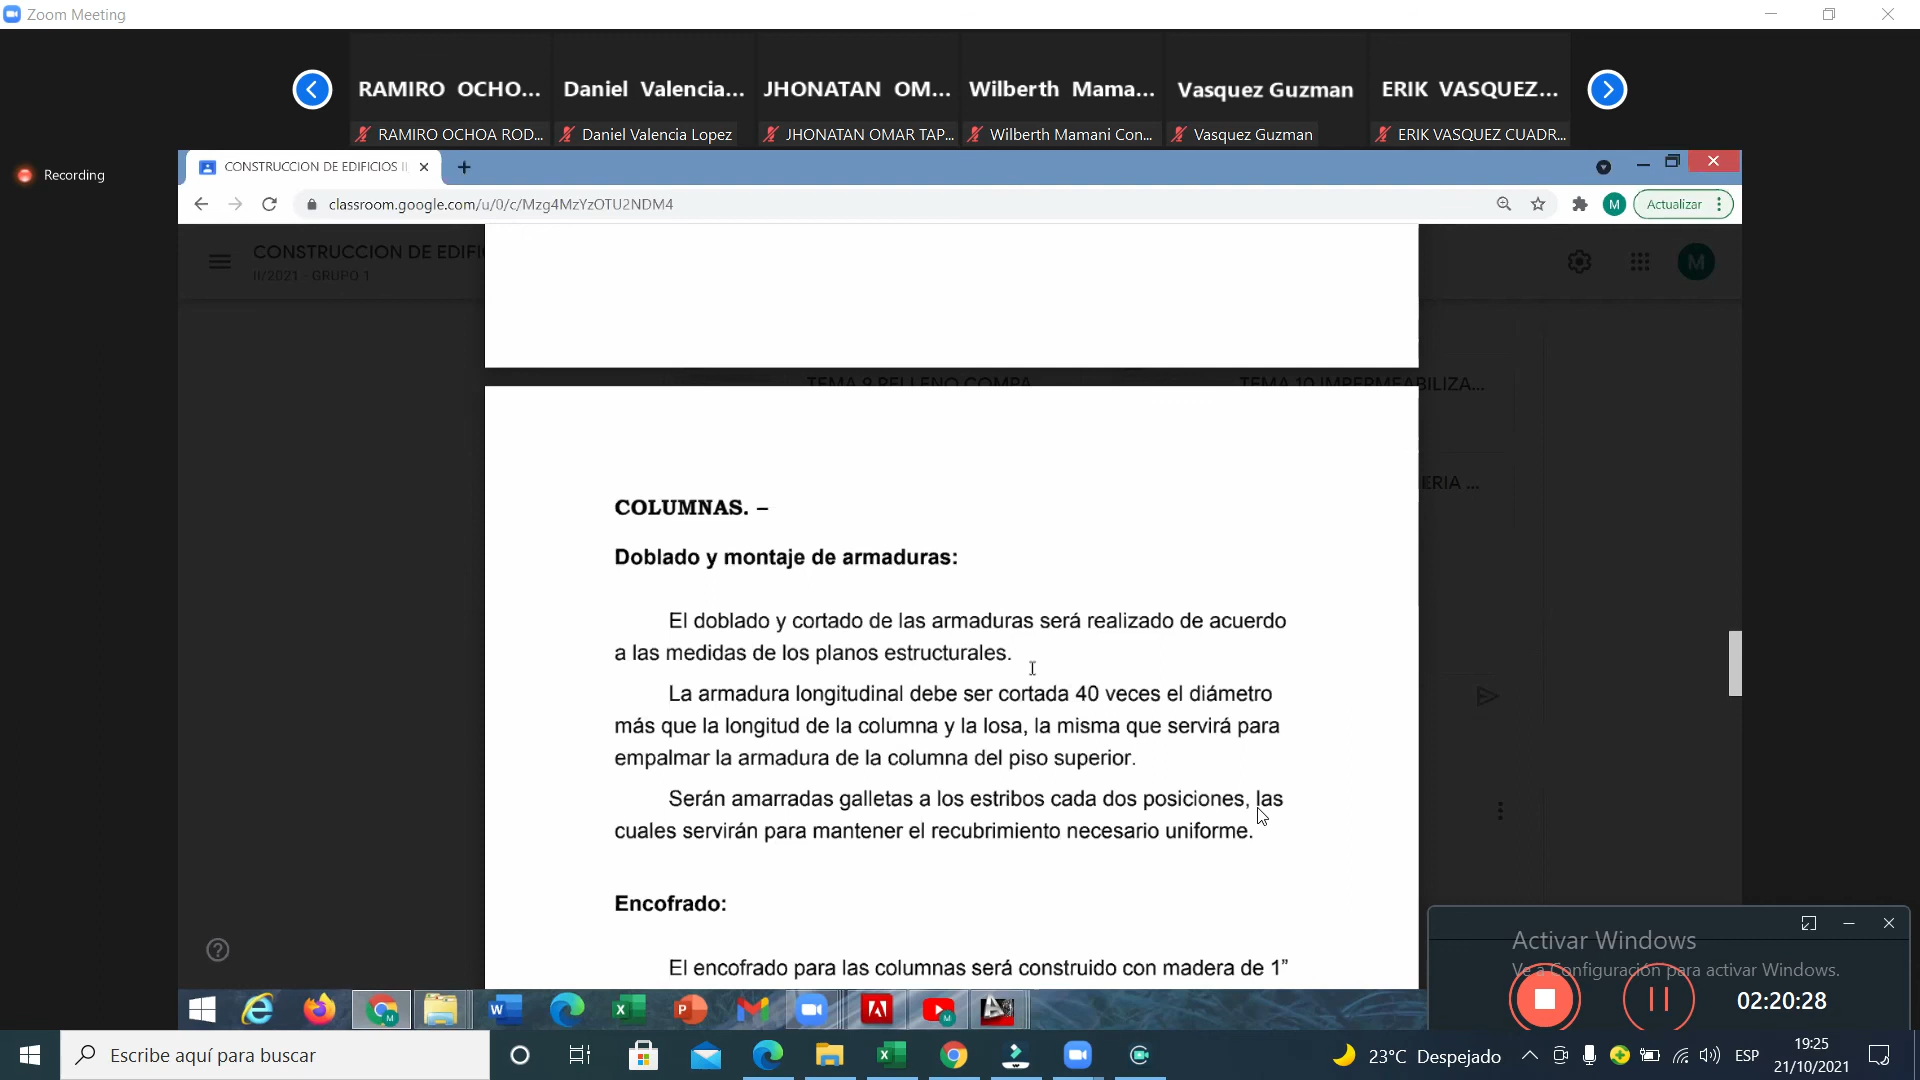 Zoom Meeting
RAMIRO OCHO... Daniel Valencia... JHONATAN OM... Wilberth Mama... Vasquez Guzman ERIK VASQUEZ...
RAMIRO OCHOA ROD... Daniel Valencia Lopez JHONATAN OMAR TAP... Wilberth Mamani Con... Vasquez Guzman ERIK VASQUEZ CUADR...
Recording
CONSTRUCCION DE EDIFICIOS II
classroom.google.com/u/0/c/Mzg4MzYzOTU2NDM4
M Actualizar
CONSTRUCCION DE EDIFI
II/2021 - GRUPO 1
M
TEMA 9 RELLENO COMPA TEMA 10 IMPERMEABILIZA...
ERIA ...
COLUMNAS. –
Doblado y montaje de armaduras:
El doblado y cortado de las armaduras será realizado de acuerdo
a las medidas de los planos estructurales.
La armadura longitudinal debe ser cortada 40 veces el diámetro
más que la longitud de la columna y la losa, la misma que servirá para
empalmar la armadura de la columna del piso superior.
Serán amarradas galletas a los estribos cada dos posiciones, las
cuales servirán para mantener el recubrimiento necesario uniforme.
Encofrado:
El encofrado para las columnas será construido con madera de 1”
Activar Windows
Ve a Configuración para activar Windows.
02:20:28
Escribe aquí para buscar
23°C Despejado
ESP
19:25
21/10/2021